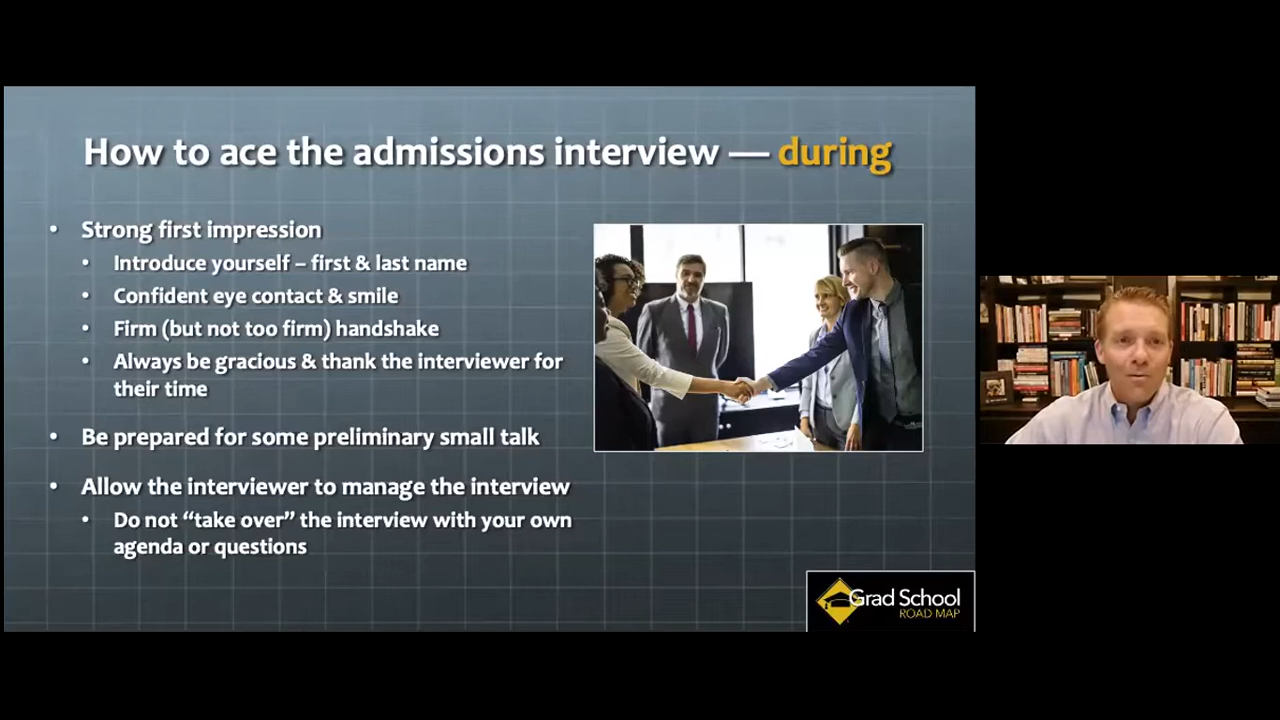 How to ace the admissions interview — during
• Strong first impression
• Introduce yourself – first & last name
• Confident eye contact & smile
• Firm (but not too firm) handshake
• Always be gracious & thank the interviewer for
their time
• Be prepared for some preliminary small talk
• Allow the interviewer to manage the interview
• Do not “take over” the interview with your own
agenda or questions
Grad School
ROAD MAP